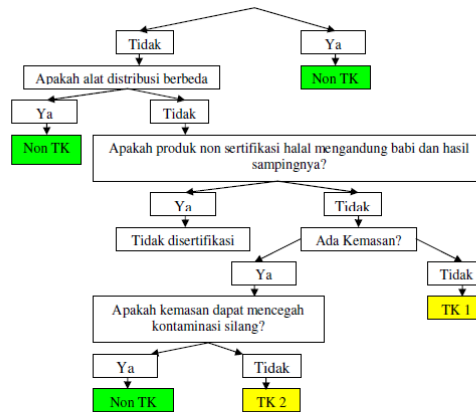 Tidak
Ya
Apakah alat distribusi berbeda
Non TK
Ya
Tidak
Non TK
Apakah produk non sertifikasi halal mengandung babi dan hasil
sampingnya?
Ya
Tidak
Tidak disertifikasi
Ada Kemasan?
Ya
Tidak
Apakah kemasan dapat mencegah
kontaminasi silang?
TK 1
Ya
Tidak
Non TK
TK 2